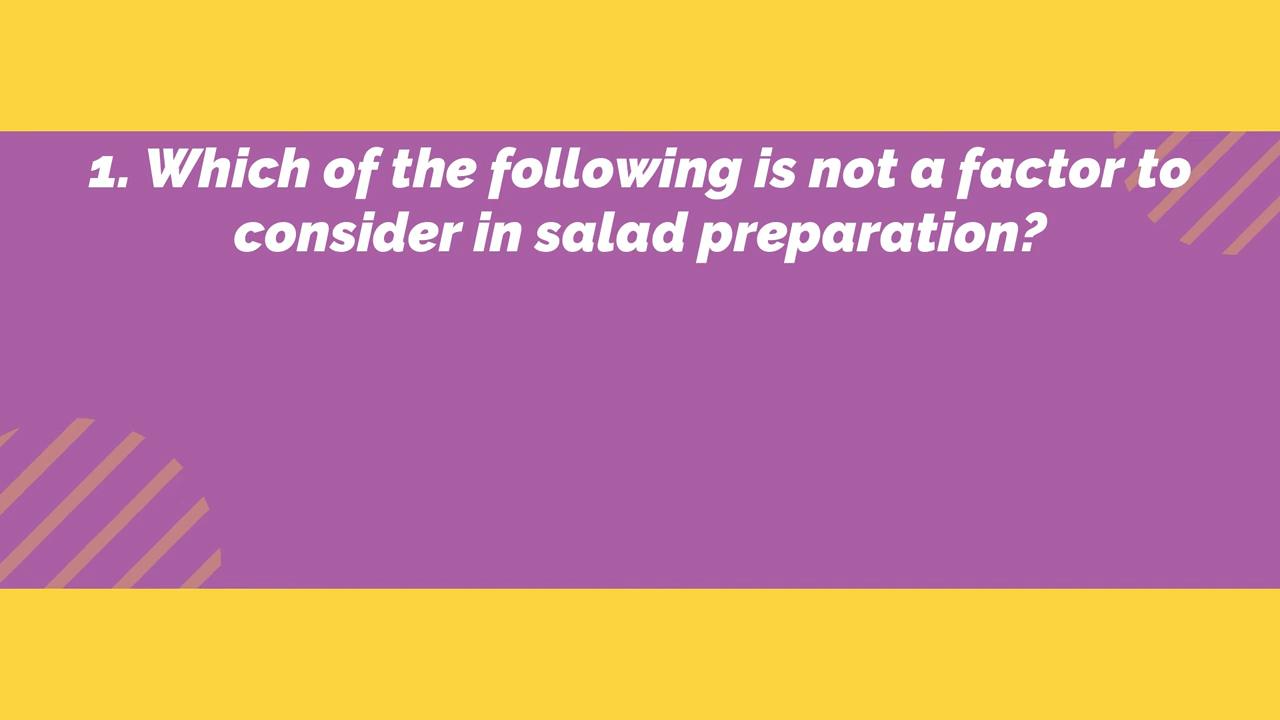 1. Which of the following is not a factor to
consider in salad preparation?